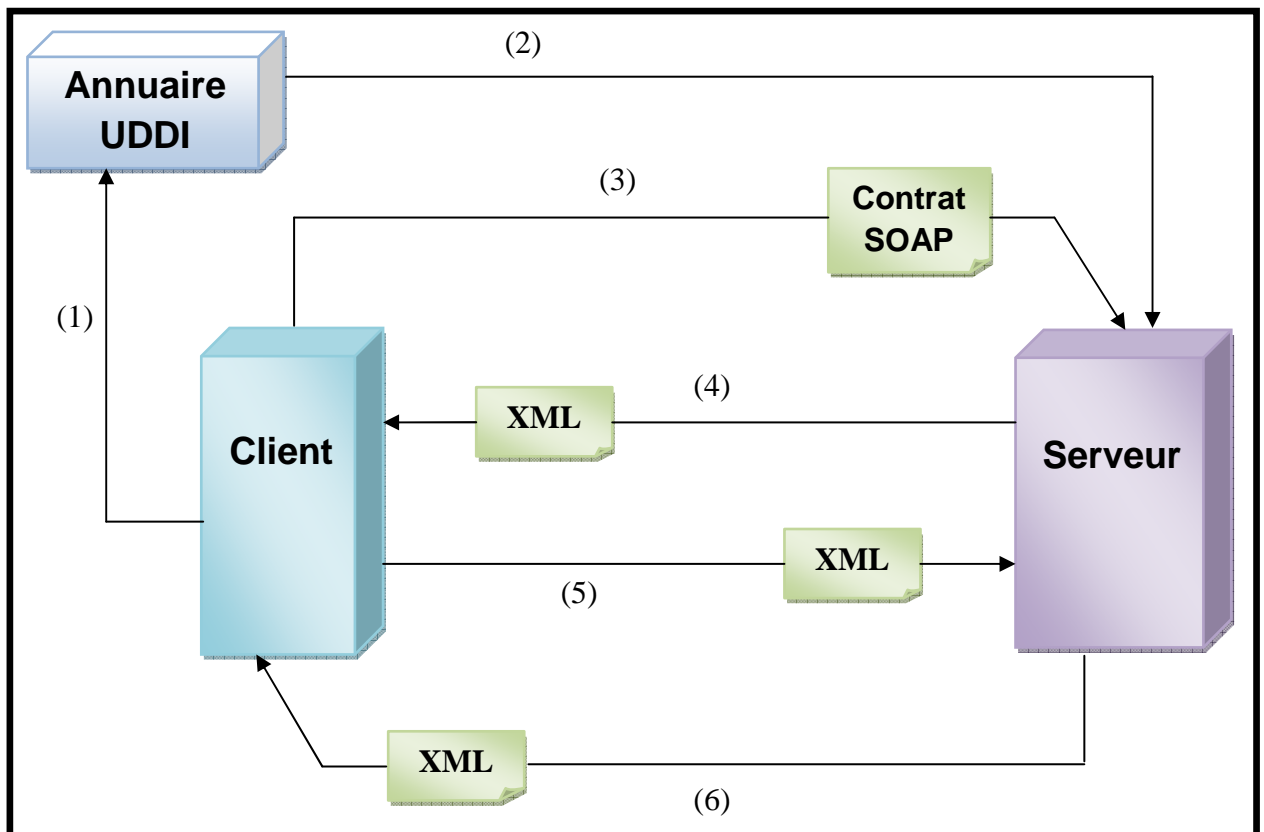 (2)
Annuaire
UDDI
(3)
Contrat
SOAP
(1)
(4)
XML
Client
Serveur
XML
(5)
XML
(6)